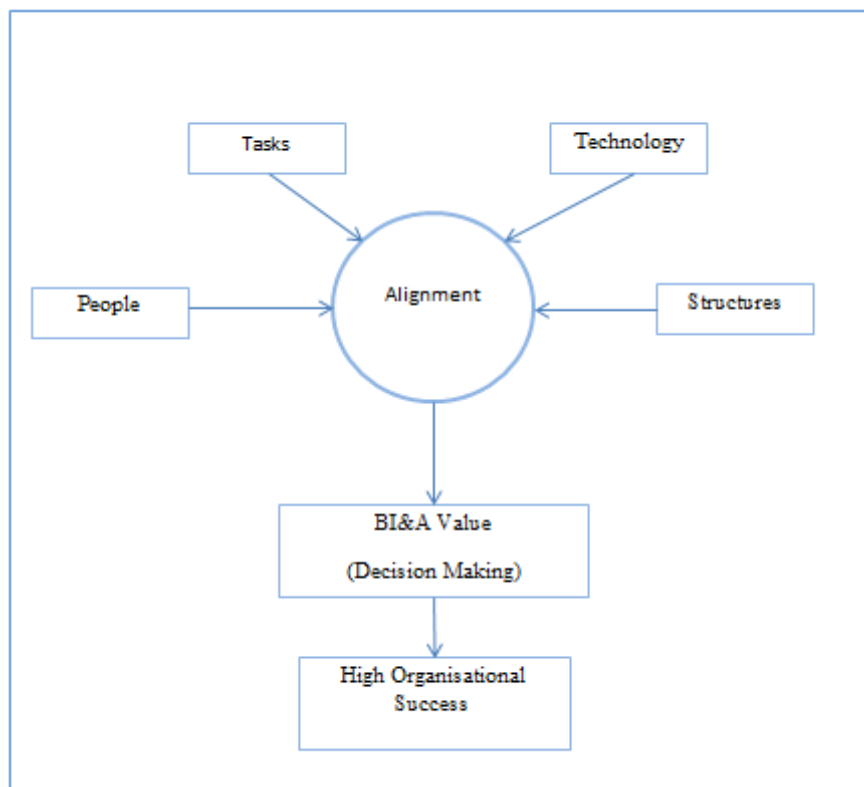 Tasks
Technology
People
Alignment
Structures
BI&A Value
(Decision Making)
High Organisational
Success